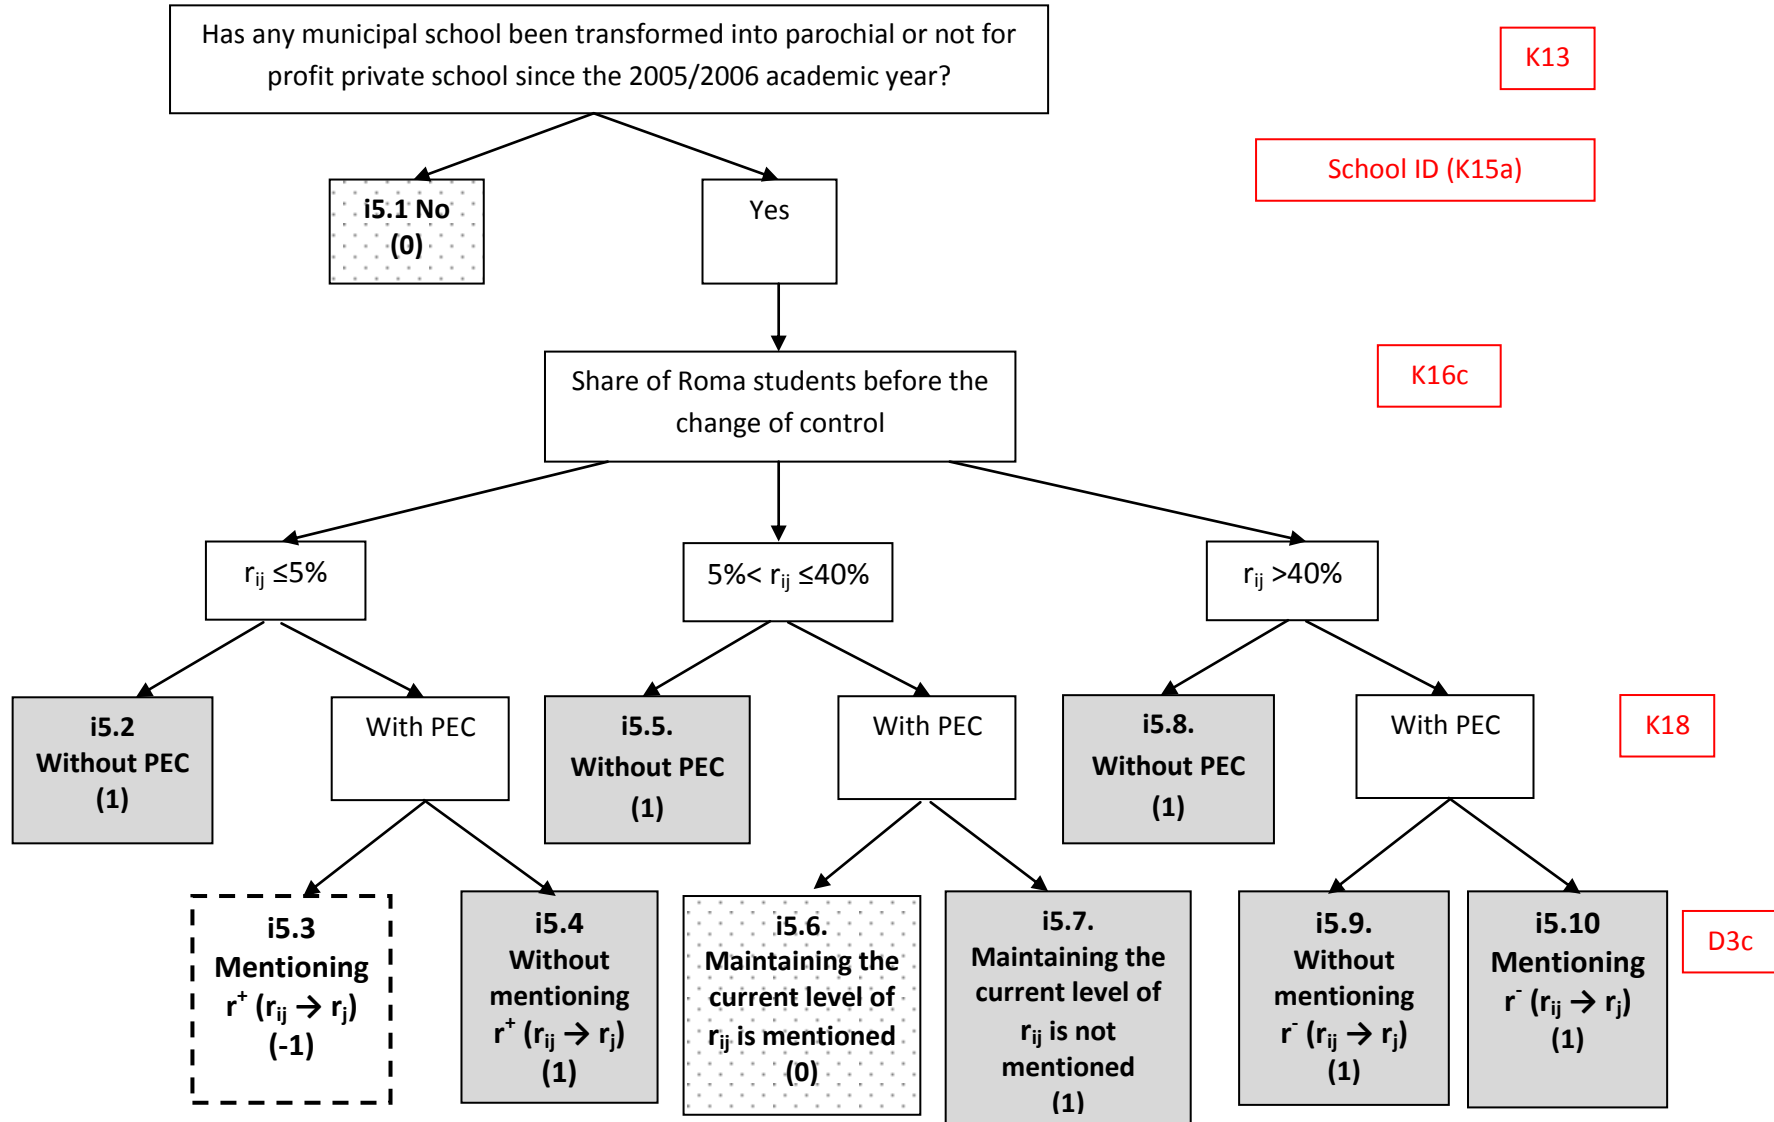 Has any municipal school been transformed into parochial or not for
profit private school since the 2005/2006 academic year?
K13
School ID (K15a)
i5.1 No
(0)
Yes
Share of Roma students before the
change of control
K16c
rij ≤5%
5%< rij ≤40%
rij >40%
i5.2
Without PEC
(1)
With PEC
i5.5.
Without PEC
(1)
With PEC
i5.8.
Without PEC
(1)
With PEC
K18
i5.3
Mentioning
r+ (rij → rj)
(-1)
i5.4
Without
mentioning
r+ (rij → rj)
(1)
i5.6.
Maintaining the
current level of
rij is mentioned
(0)
i5.7.
Maintaining the
current level of
rij is not
mentioned
(1)
i5.9.
Without
mentioning
r- (rij → rj)
(1)
i5.10
Mentioning
r- (rij → rj)
(1)
D3c